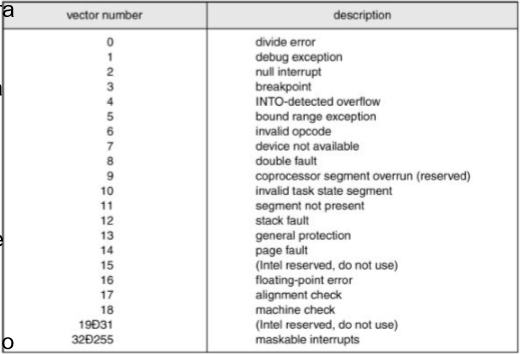 a
vector number description
0 divide error
1 debug exception
2 null interrupt
3 breakpoint
4 INTO-detected overflow
5 bound range exception
6 invalid opcode
7 device not available
8 double fault
9 coprocessor segment overrun (reserved)
10 invalid task state segment
11 segment not present
12 stack fault
13 general protection
14 page fault
15 (Intel reserved, do not use)
16 floating-point error
17 alignment check
18 machine check
19Ð31 (Intel reserved, do not use)
32Ð255 maskable interrupts
o